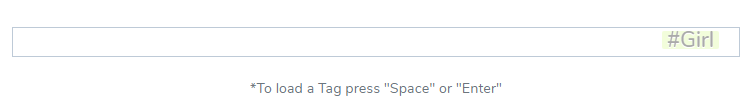 #Girl
*To load a Tag press "Space" or "Enter"